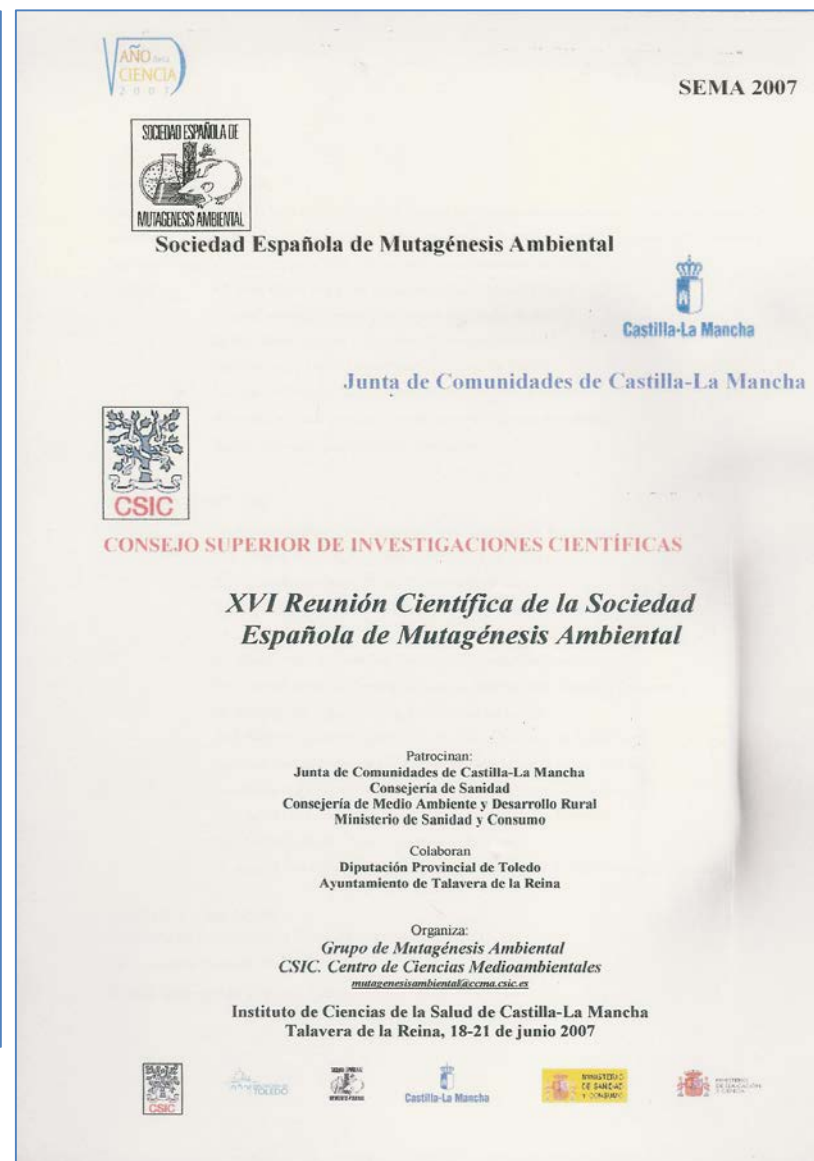 AÑO de la
CIENCIA
2007
SEMA 2007
SOCIEDAD ESPAÑOLA DE
MUTAGENESIS AMBIENTAL
Sociedad Española de Mutagénesis Ambiental
Castilla-La Mancha
Junta de Comunidades de Castilla-La Mancha
CSIC
CONSEJO SUPERIOR DE INVESTIGACIONES CIENTÍFICAS
XVI Reunión Científica de la Sociedad
Española de Mutagénesis Ambiental
Patrocinan:
Junta de Comunidades de Castilla-La Mancha
Consejería de Sanidad
Consejería de Medio Ambiente y Desarrollo Rural
Ministerio de Sanidad y Consumo
Colaboran
Diputación Provincial de Toledo
Ayuntamiento de Talavera de la Reina
Organiza:
Grupo de Mutagénesis Ambiental
CSIC. Centro de Ciencias Medioambientales
mutagenesisambiental@ccma.csic.es
Instituto de Ciencias de la Salud de Castilla-La Mancha
Talavera de la Reina, 18-21 de junio 2007
CSIC
TOLEDO
Castilla-La Mancha
MINISTERIO
DE SANIDAD
Y CONSUMO
MINISTERIO
DE EDUCACIÓN
Y CIENCIA